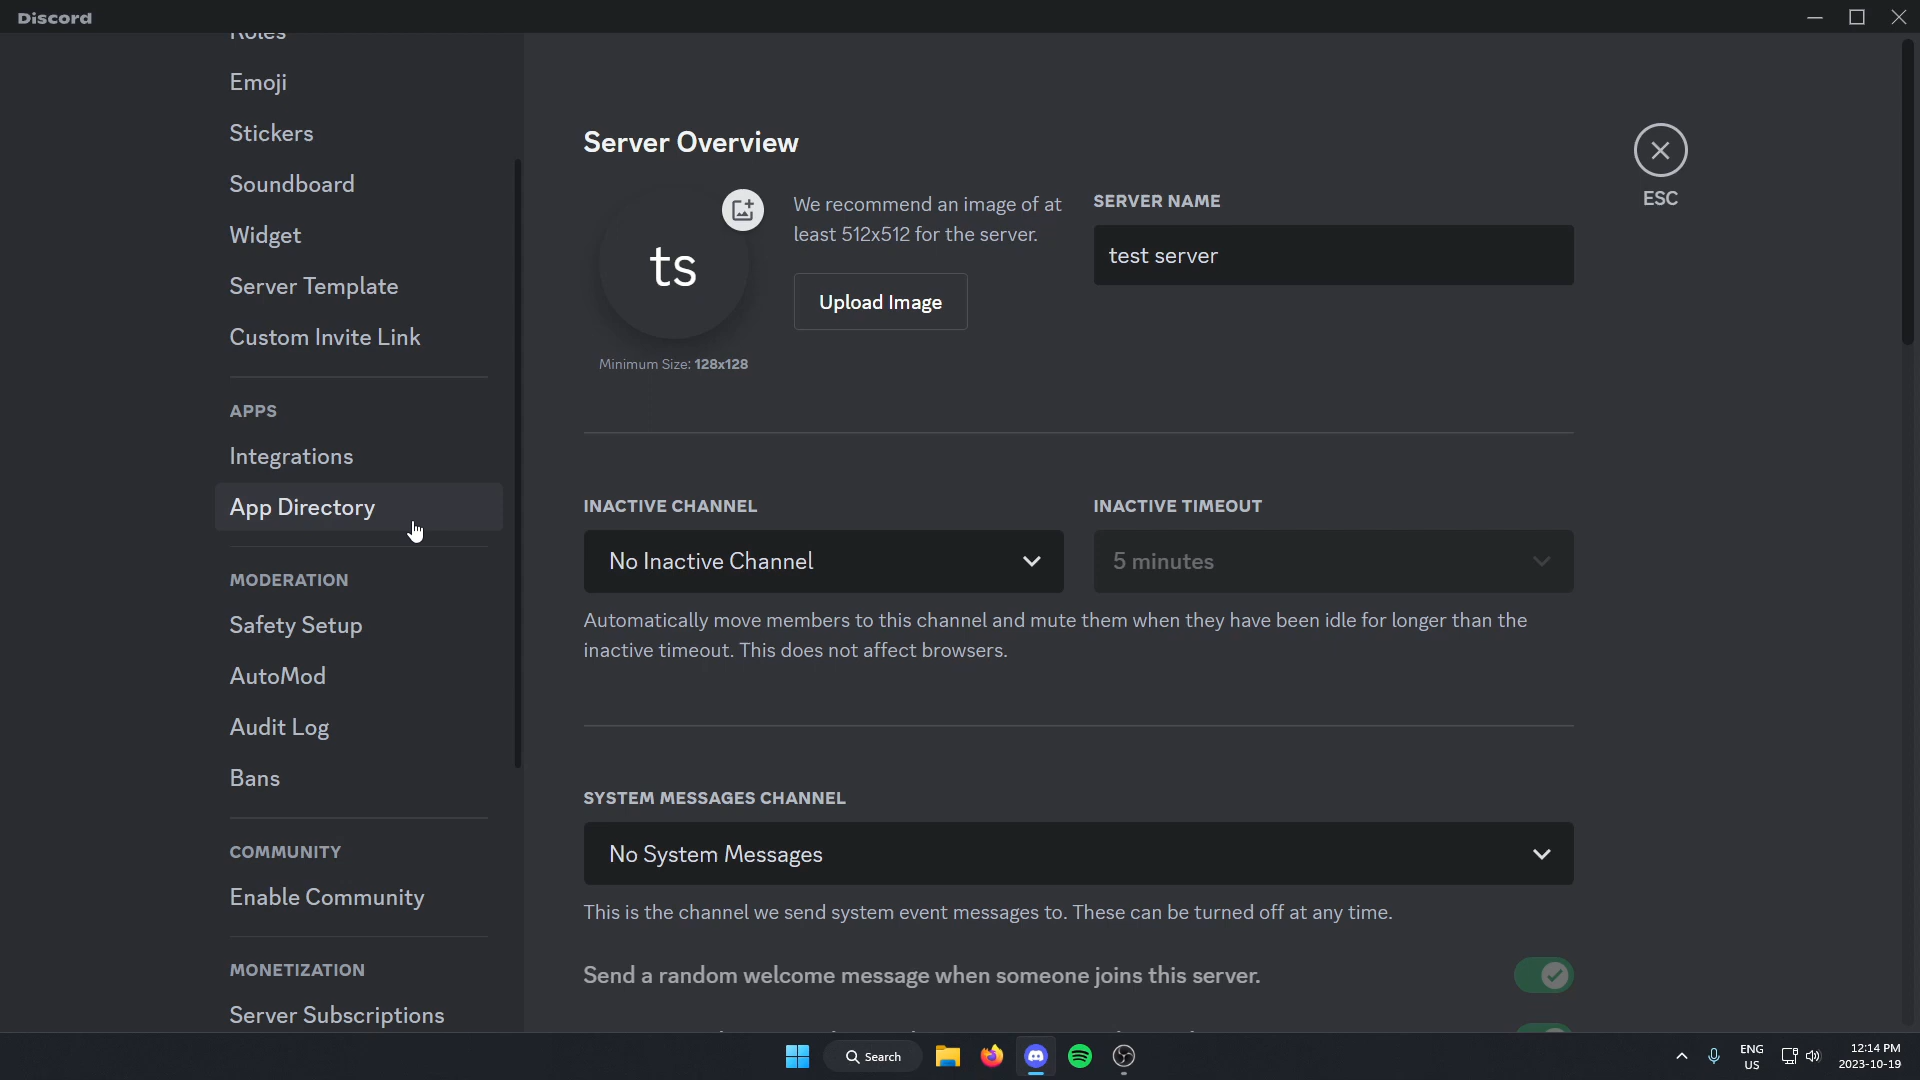 Discord
Roles
Emoji
Stickers
Soundboard
Widget
Server Template
Custom Invite Link
APPS
Integrations
App Directory
MODERATION
Safety Setup
AutoMod
Audit Log
Bans
COMMUNITY
Enable Community
MONETIZATION
Server Subscriptions
Server Overview
ts
Minimum Size: 128x128
We recommend an image of at
least 512x512 for the server.
Upload Image
SERVER NAME
test server
ESC
INACTIVE CHANNEL
No Inactive Channel
INACTIVE TIMEOUT
5 minutes
Automatically move members to this channel and mute them when they have been idle for longer than the
inactive timeout. This does not affect browsers.
SYSTEM MESSAGES CHANNEL
No System Messages
This is the channel we send system event messages to. These can be turned off at any time.
Send a random welcome message when someone joins this server.
Search
ENG
US
12:14 PM
2023-10-19